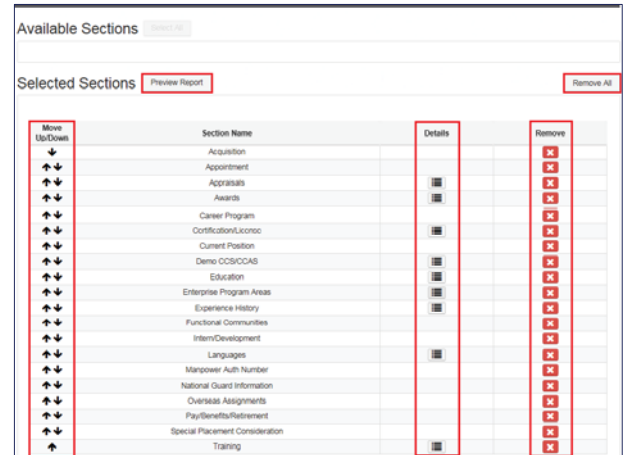 Available Sections Select All
Selected Sections Preview Report Remove All
Move Up/Down Section Name Details Remove
Acquisition
Appointment
Appraisals
Awards
Career Program
Certification/License
Current Position
Demo CCS/CCAS
Education
Enterprise Program Areas
Experience History
Functional Communities
Intern/Development
Languages
Manpower Auth Number
National Guard Information
Overseas Assignments
Pay/Benefits/Retirement
Special Placement Consideration
Training